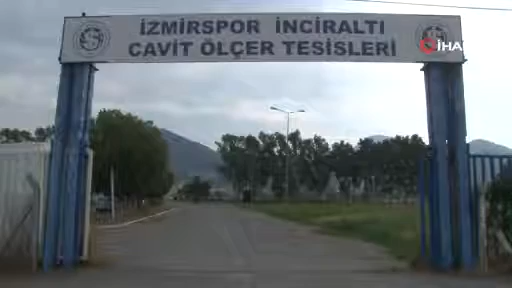 İZMİRSPOR İNCİRALTI
CAVİT ÖLÇER TESİSLERİ
İHA